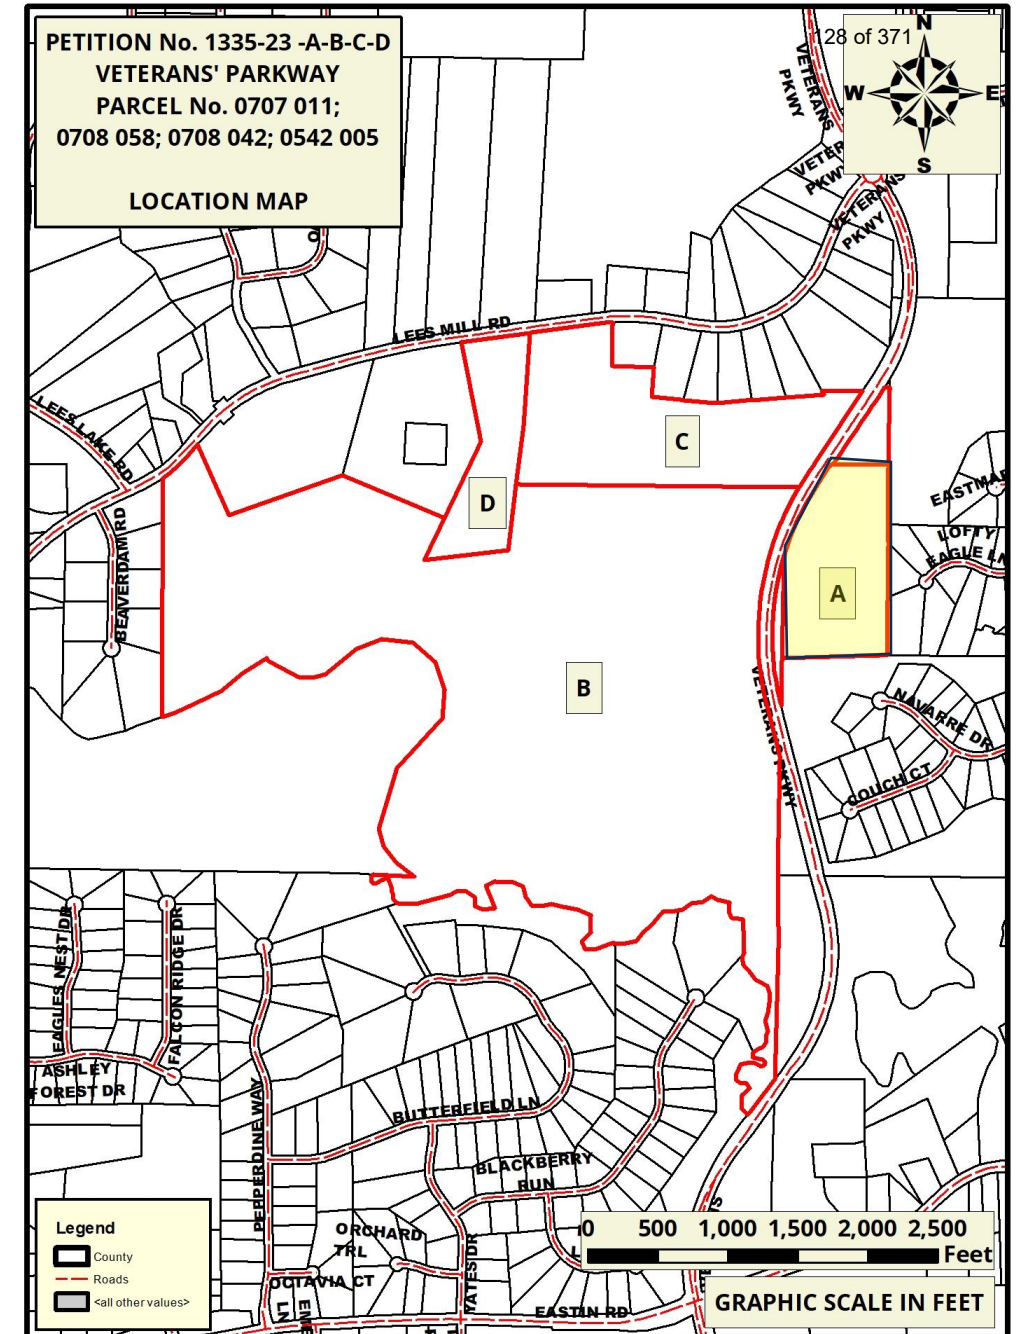 PETITION No. 1335-23 -A-B-C-D
VETERANS' PARKWAY
PARCEL No. 0707 011;
0708 058; 0708 042; 0542 005
LOCATION MAP
128 of 371
N
W
E
S
VETERANS
PKWY
PKWY
VETERANS
PKWY
LEES MILL RD
LEES LAKE RD
BEAVERDAM RD
C
D
A
B
LOFTY
EAGLE LN
NAVARRE DR
COUCH CT
VETERANS PKWY
EAGLES NEST DR
FALCON RIDGE DR
ASHLEY
FOREST DR
PEPPERDINE WAY
BUTTERFIELD LN
BLACKBERRY
RUN
ORCHARD
TRL
OCTAVIA CT
YATES DR
LN
EASTIN RD
Legend
County
Roads
<all other values>
0 500 1,000 1,500 2,000 2,500
Feet
GRAPHIC SCALE IN FEET